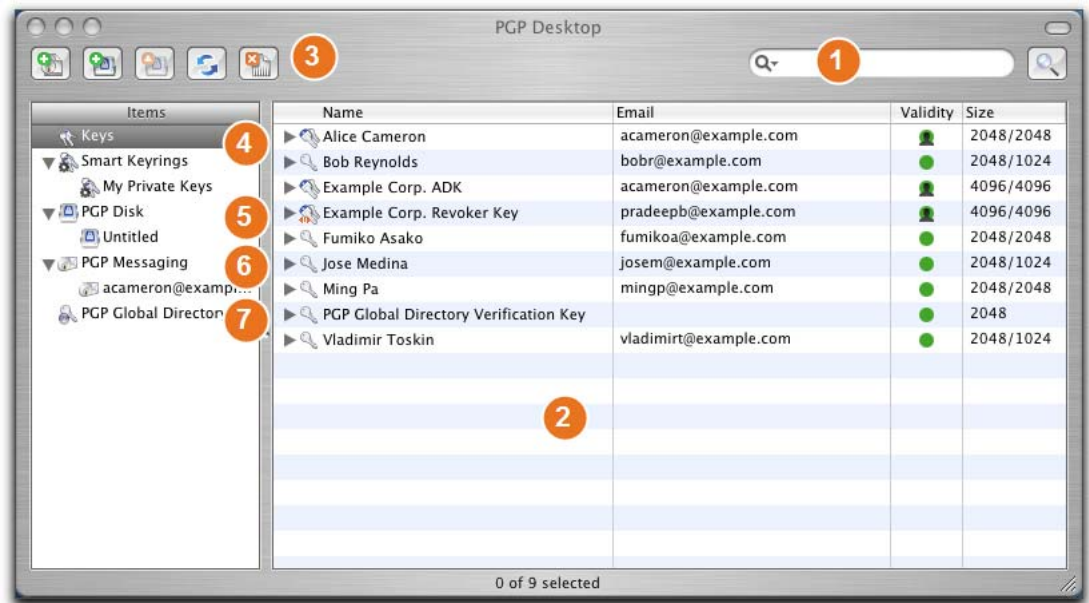 PGP Desktop
3
1
Items
Name Email Validity Size
Keys
4
Smart Keyrings
My Private Keys
PGP Disk
5
Untitled
PGP Messaging
6
acameron@examp...
PGP Global Director
7
Alice Cameron acameron@example.com 2048/2048
Bob Reynolds bobr@example.com 2048/1024
Example Corp. ADK acameron@example.com 4096/4096
Example Corp. Revoker Key pradeepb@example.com 4096/4096
Fumiko Asako fumikoa@example.com 2048/2048
Jose Medina josem@example.com 2048/1024
Ming Pa mingp@example.com 2048/2048
PGP Global Directory Verification Key 2048
Vladimir Toskin vladimirt@example.com 2048/1024
2
0 of 9 selected